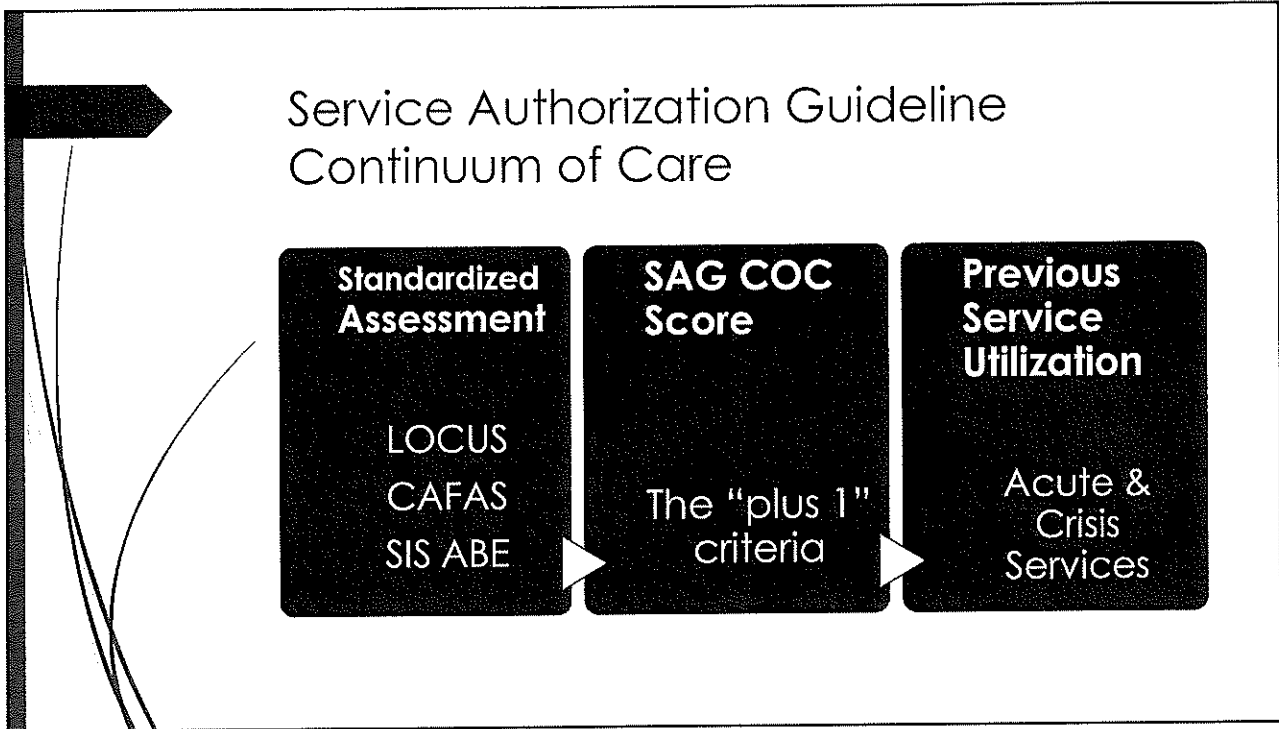 Service Authorization Guideline
Continuum of Care
Standardized
Assessment
LOCUS
CAFAS
SIS ABE
SAG COC
Score
The “plus 1”
criteria
Previous
Service
Utilization
Acute &
Crisis
Services